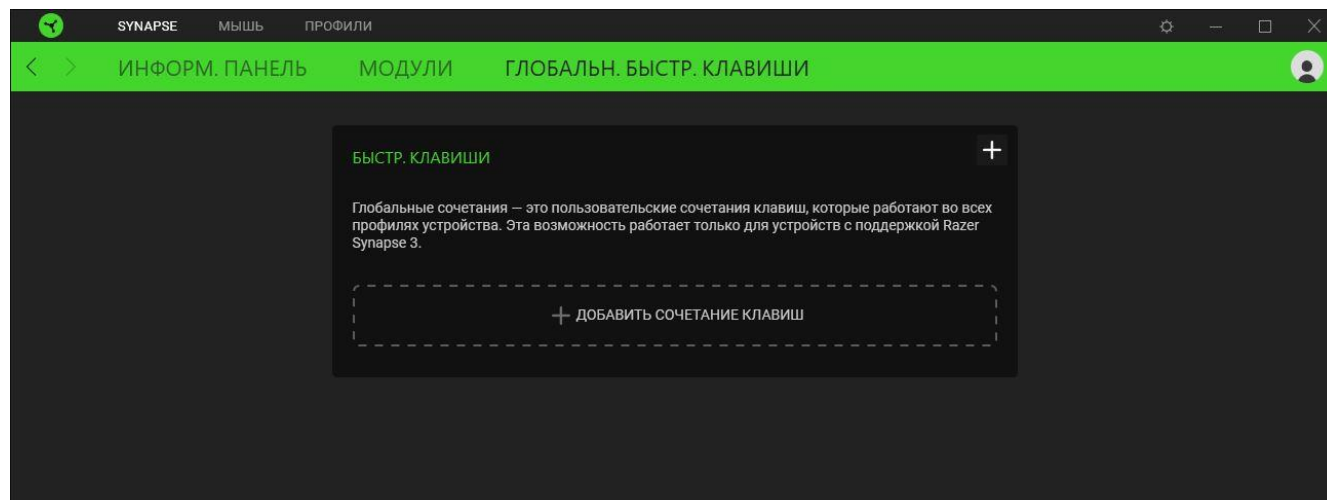 SYNAPSE МЫШЬ ПРОФИЛИ
ИНФОРМ. ПАНЕЛЬ МОДУЛИ ГЛОБАЛЬН. БЫСТР. КЛАВИШИ
БЫСТР. КЛАВИШИ
Глобальные сочетания — это пользовательские сочетания клавиш, которые работают во всех
профилях устройства. Эта возможность работает только для устройств с поддержкой Razer
Synapse 3.
ДОБАВИТЬ СОЧЕТАНИЕ КЛАВИШ